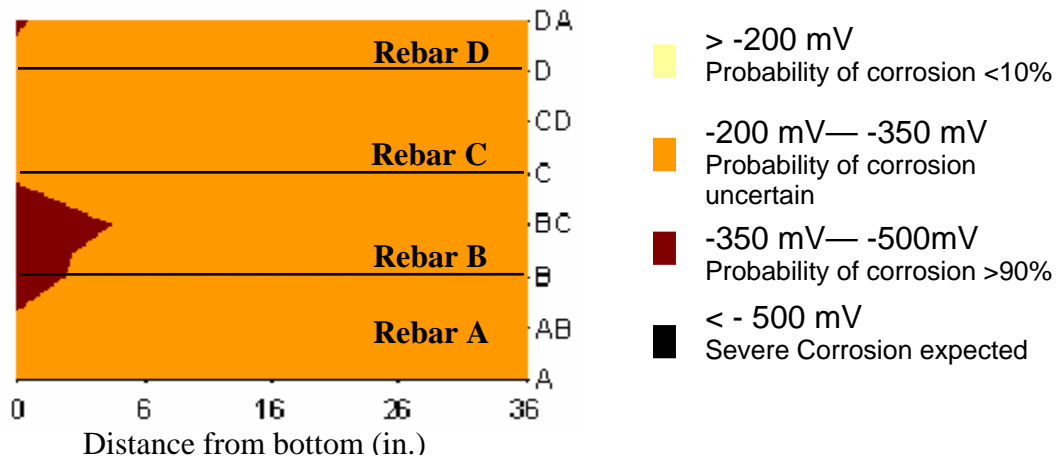 DA
Rebar D
D
CD
Rebar C
C
BC
Rebar B
B
Rebar A
AB
A
0 6 16 26 36
Distance from bottom (in.)
> -200 mV
Probability of corrosion <10%
-200 mV— -350 mV
Probability of corrosion
uncertain
-350 mV— -500mV
Probability of corrosion >90%
< - 500 mV
Severe Corrosion expected